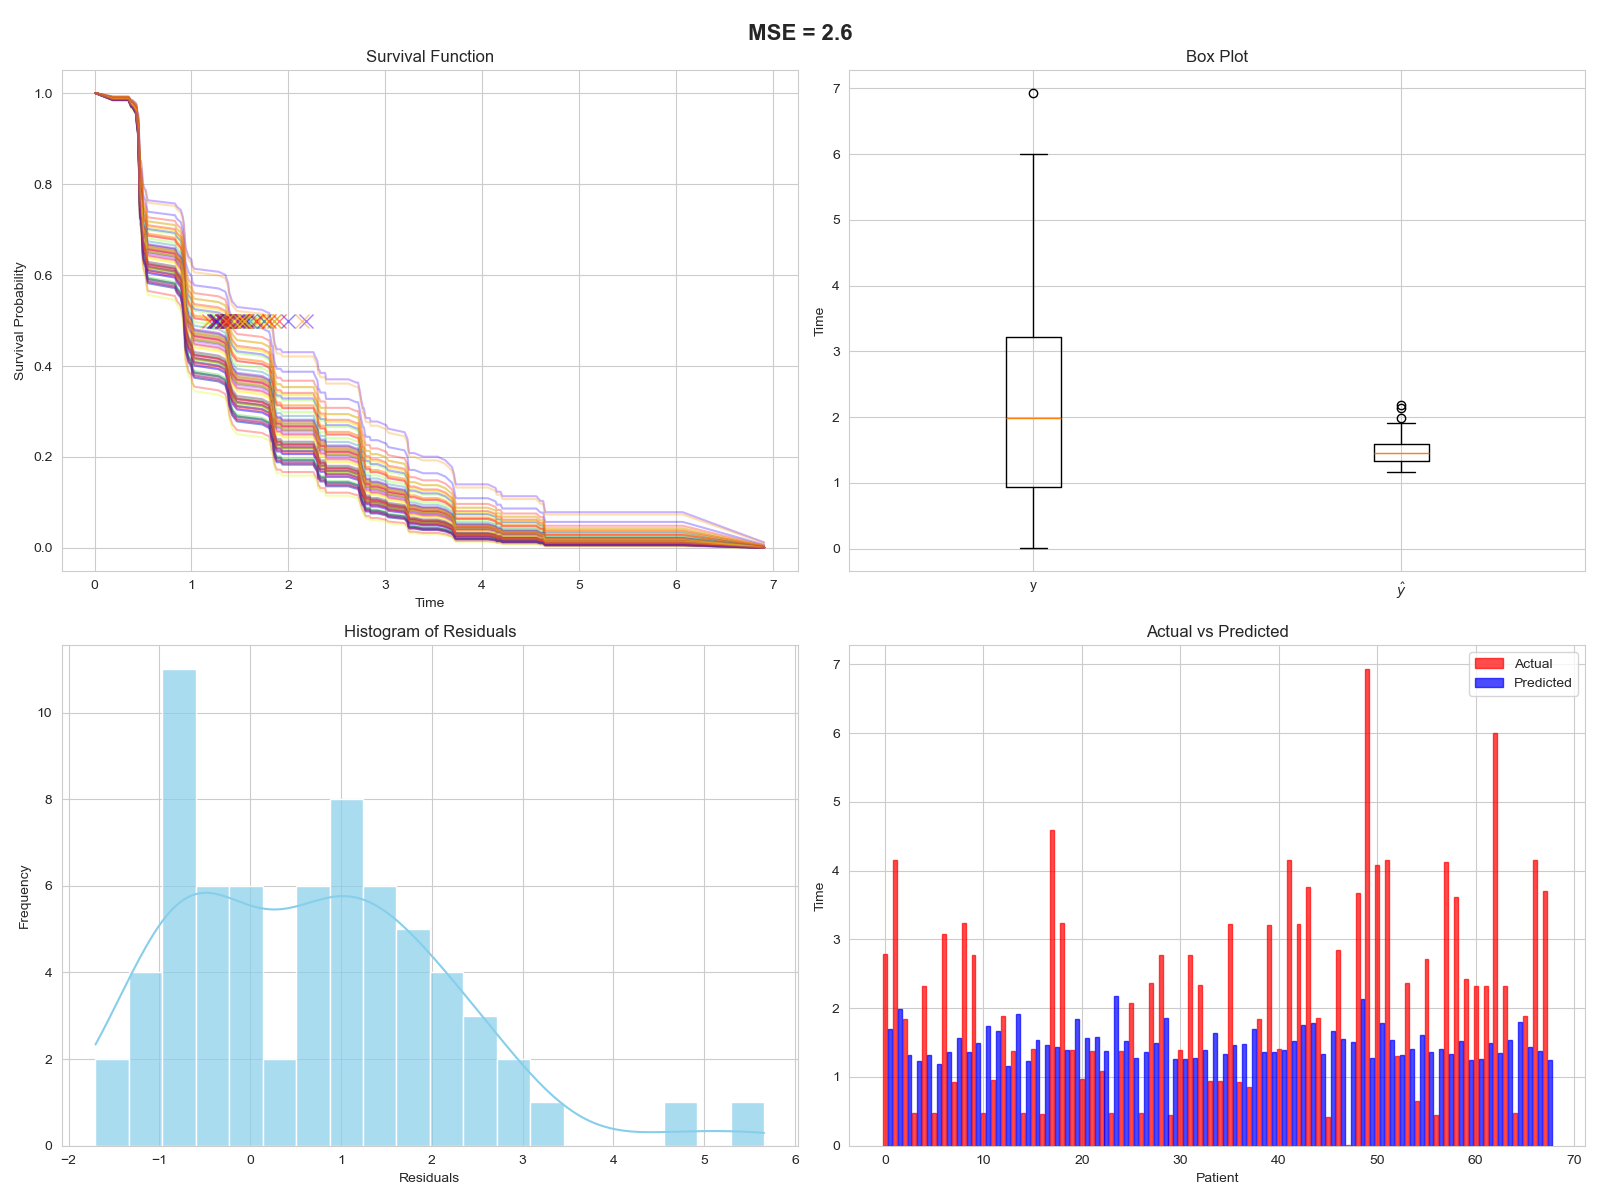 MSE = 2.6
Survival Function
1.0
0.8
0.6
0.4
0.2
0.0
Survival Probability
0 1 2 3 4 5 6 7
Time
Box Plot
7
6
5
4
3
2
1
0
Time
y ŷ
Histogram of Residuals
10
8
6
4
2
0
Frequency
−2 −1 0 1 2 3 4 5 6
Residuals
Actual vs Predicted
Actual
Predicted
7
6
5
4
3
2
1
0
Time
0 10 20 30 40 50 60 70
Patient